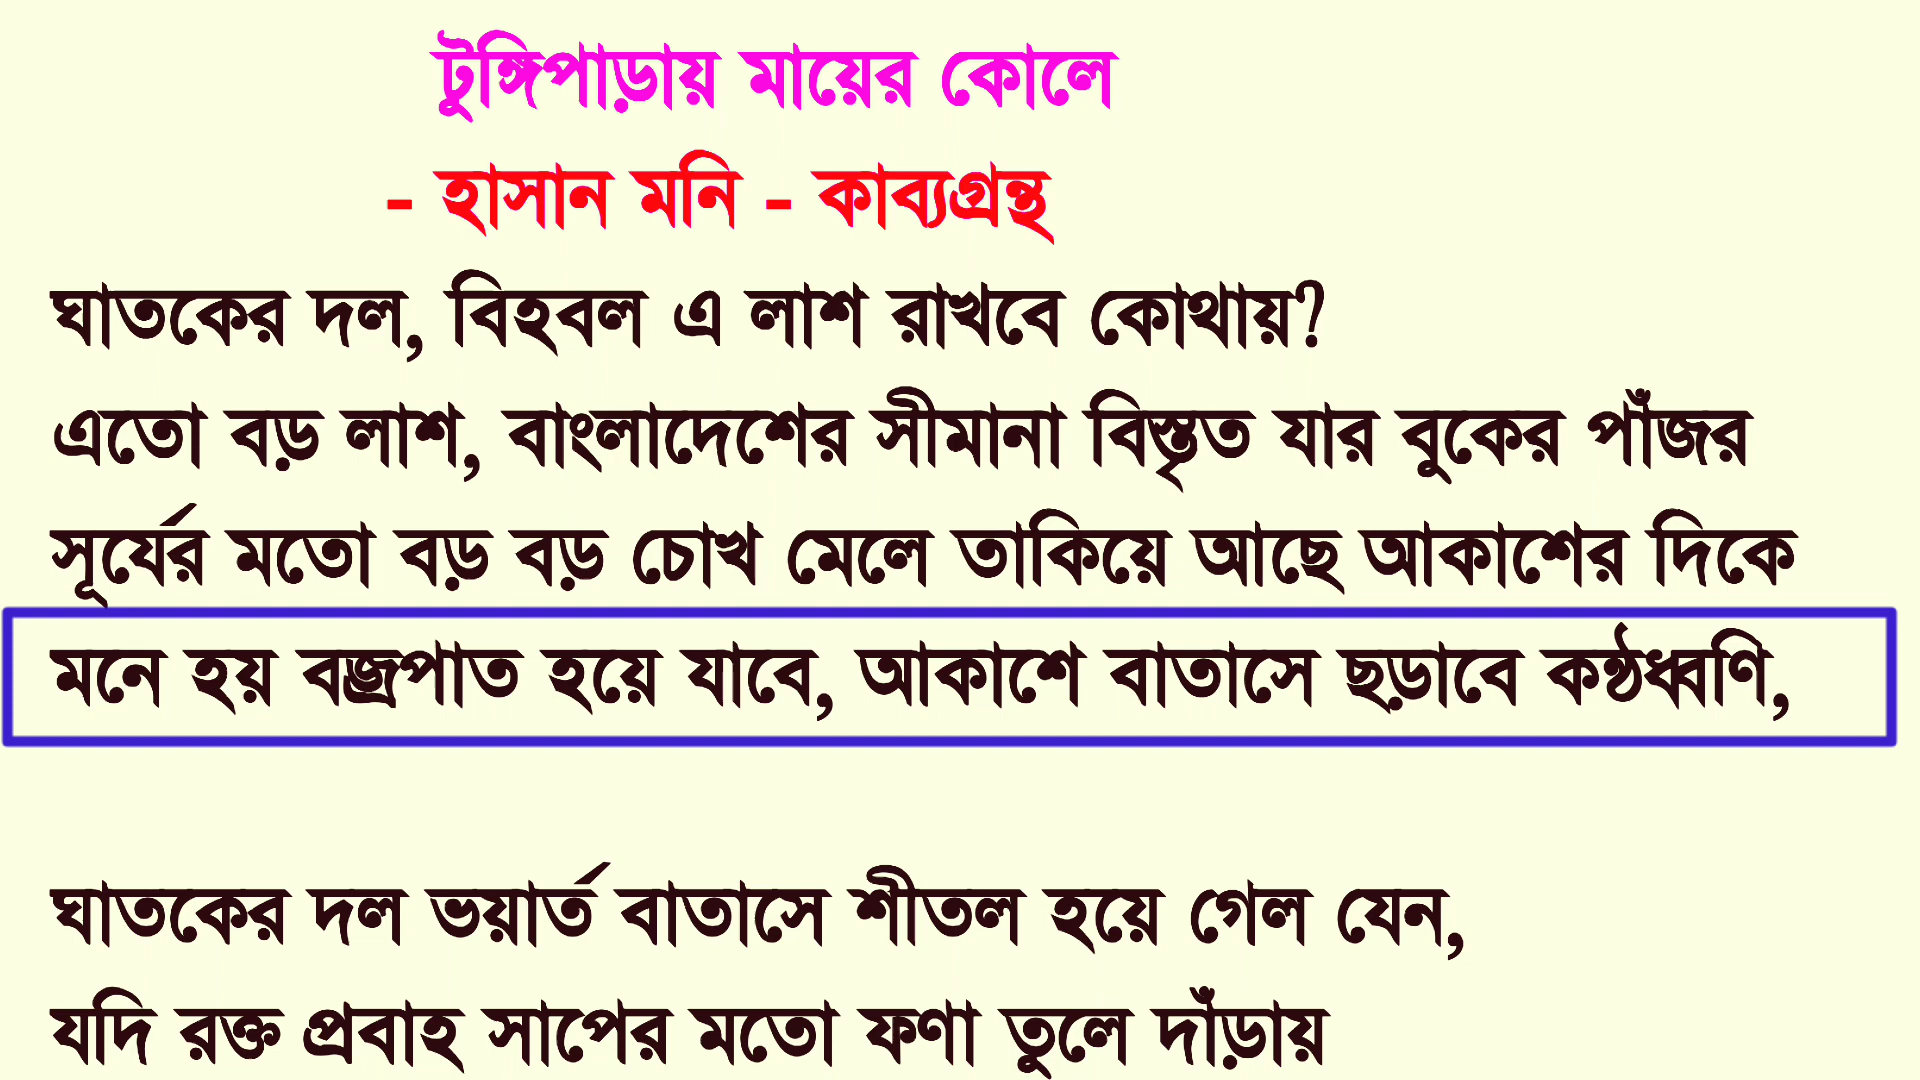 টুঙ্গিপাড়ায় মায়ের কোলে
- হাসান মনি - কাব্যগ্রন্থ
ঘাতকের দল, বিহবল এ লাশ রাখবে কোথায়?
এতো বড় লাশ, বাংলাদেশের সীমানা বিস্তৃত যার বুকের পাঁজর
সূর্যের মতো বড় বড় চোখ মেলে তাকিয়ে আছে আকাশের দিকে
মনে হয় বজ্রপাত হয়ে যাবে, আকাশে বাতাসে ছড়াবে কন্ঠধ্বণি,
ঘাতকের দল ভয়ার্ত বাতাসে শীতল হয়ে গেল যেন,
যদি রক্ত প্রবাহ সাপের মতো ফণা তুলে দাঁড়ায়